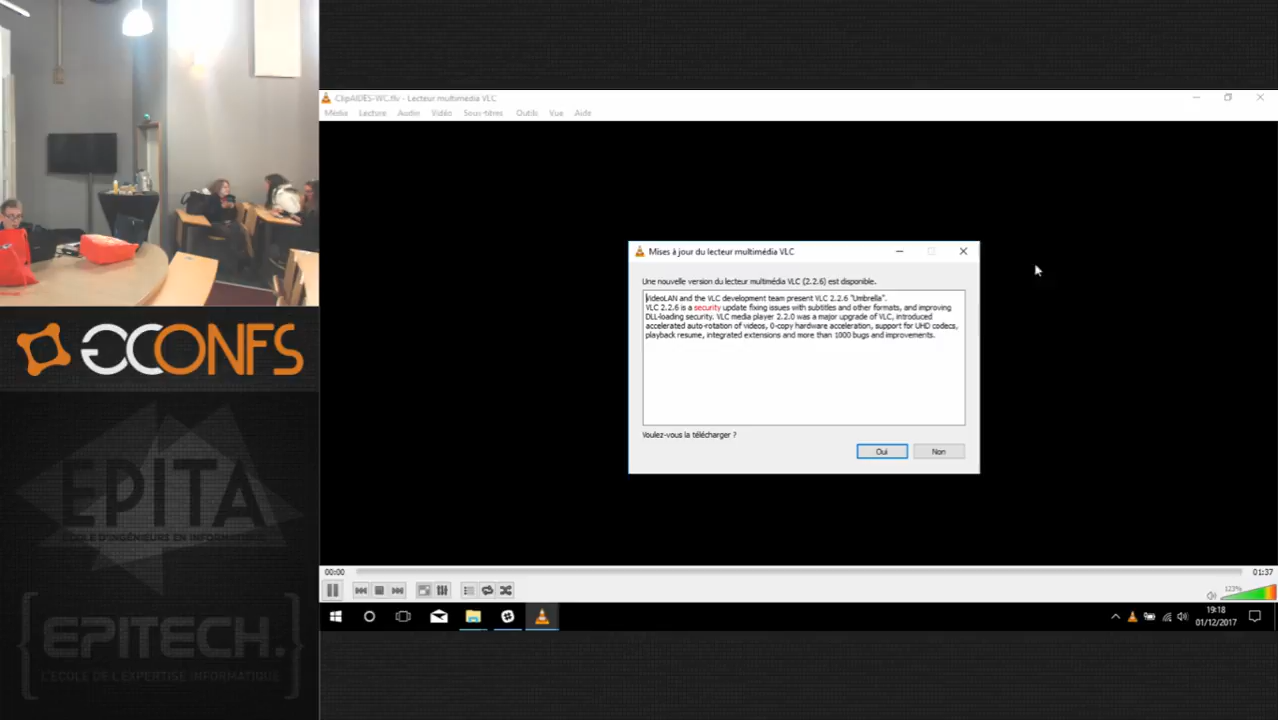 ClipAIDES-WC.flv - Lecteur multimédia VLC
Média Lecture Audio Vidéo Sous-titres Outils Vue Aide
Mises à jour du lecteur multimédia VLC
Une nouvelle version du lecteur multimédia VLC (2.2.6) est disponible.
VideoLAN and the VLC development team present VLC 2.2.6 "Umbrella".
VLC 2.2.6 is a security update fixing issues with subtitles and other formats, and improving
DLL-loading security. VLC media player 2.2.0 was a major upgrade of VLC, introduced
accelerated auto-rotation of videos, 0-copy hardware acceleration, support for UHD codecs,
playback resume, integrated extensions and more than 1000 bugs and improvements.
Voulez-vous la télécharger ?
Oui Non
00:00 01:37
123%
19:18
01/12/2017
CONFS
EPITA
ÉCOLE D'INGÉNIEURS EN INFORMATIQUE
{EPITECH.}
L'ÉCOLE DE L'EXPERTISE INFORMATIQUE